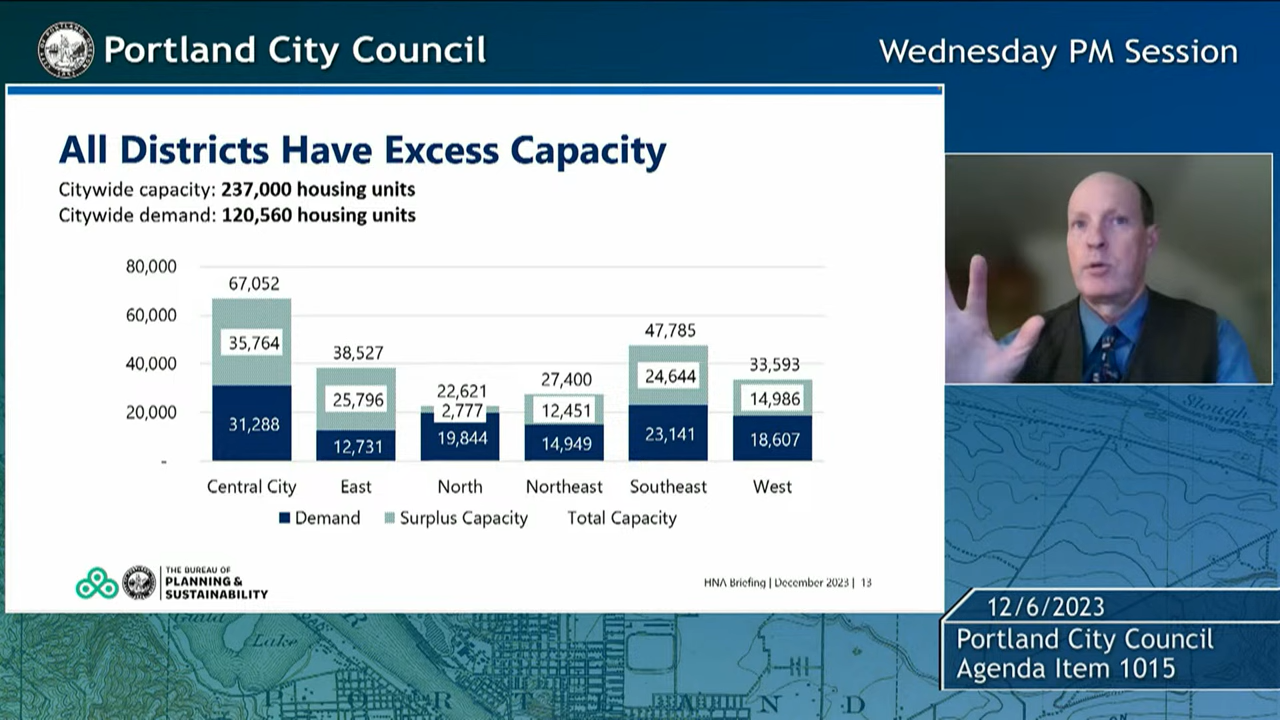 Portland City Council
Wednesday PM Session
All Districts Have Excess Capacity
Citywide capacity: 237,000 housing units
Citywide demand: 120,560 housing units
80,000
60,000
40,000
20,000
-
67,052
35,764
31,288
38,527
25,796
12,731
22,621
2,777
19,844
27,400
12,451
14,949
47,785
24,644
23,141
33,593
14,986
18,607
Central City East North Northeast Southeast West
Demand Surplus Capacity Total Capacity
THE BUREAU OF
PLANNING &
SUSTAINABILITY
HNA Briefing | December 2023 | 13
Slough
12/6/2023
Portland City Council
Agenda Item 1015
Guild
Lake
P O R T L A N D